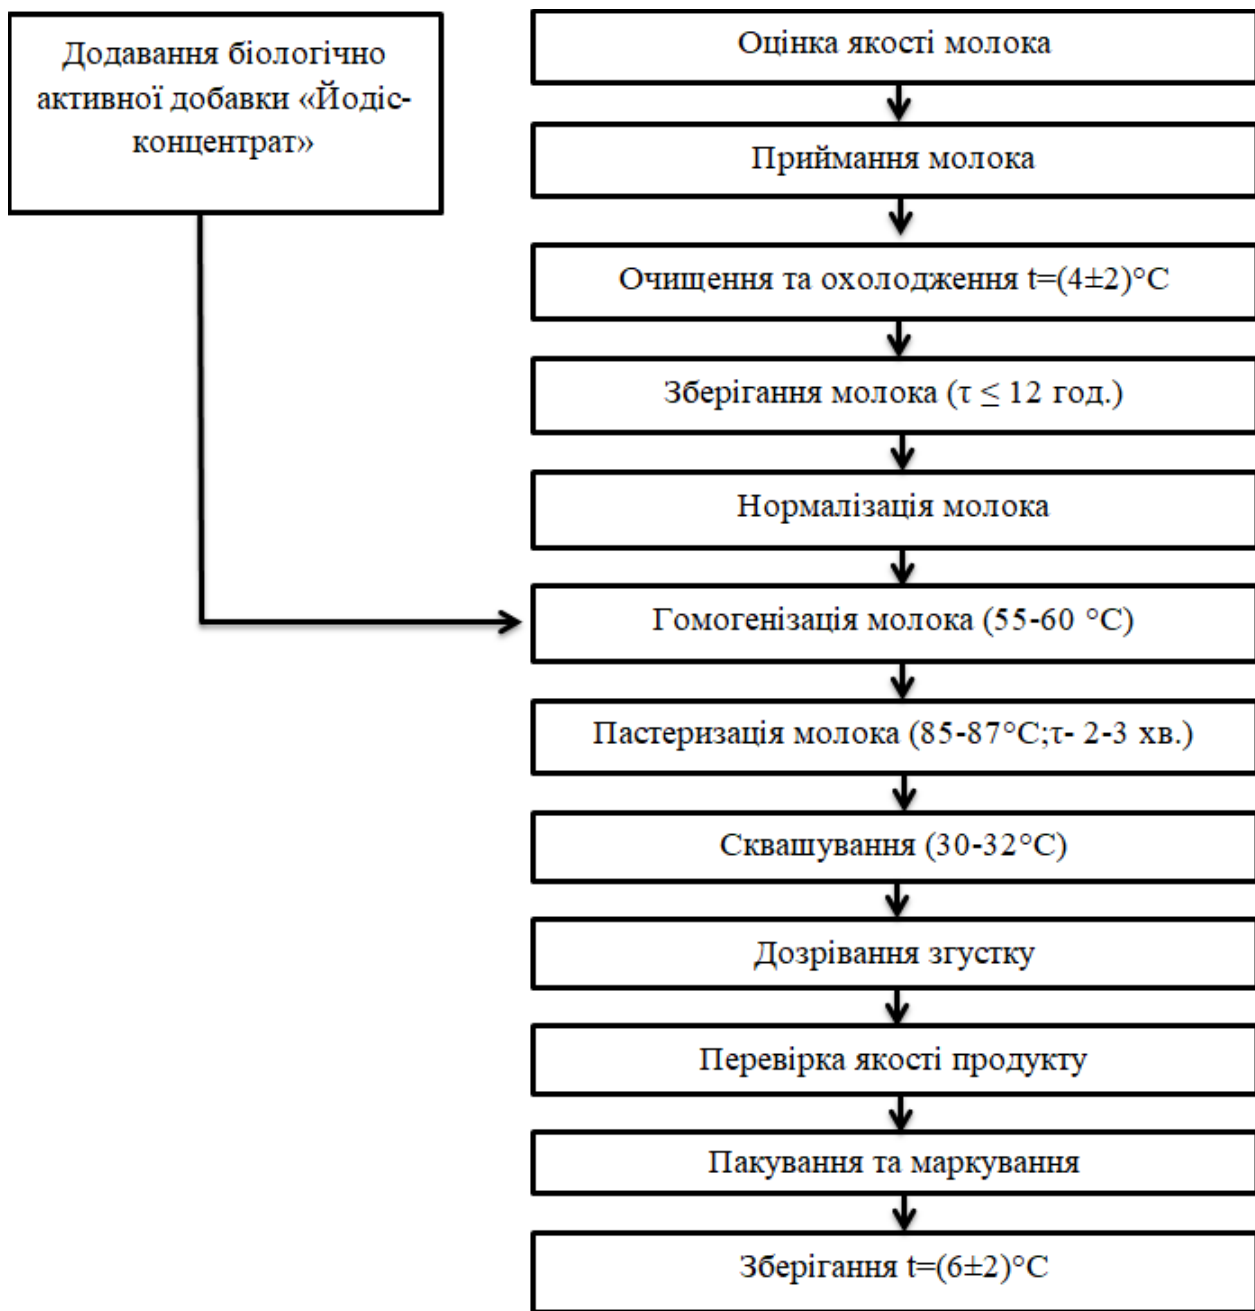 Додавання біологічно
активної добавки «Йодіс-
концентрат»
Оцінка якості молока
Приймання молока
Очищення та охолодження t=(4±2)°C
Зберігання молока (τ ≤ 12 год.)
Нормалізація молока
Гомогенізація молока (55-60 °C)
Пастеризація молока (85-87°C;τ- 2-3 хв.)
Сквашування (30-32°C)
Дозрівання згустку
Перевірка якості продукту
Пакування та маркування
Зберігання t=(6±2)°C